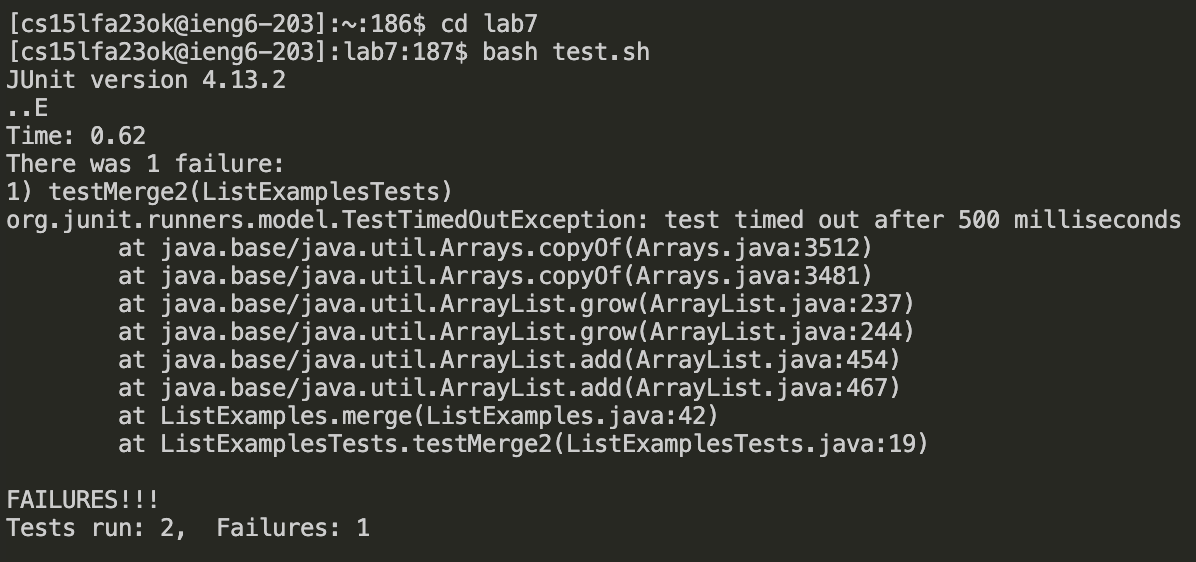 [cs15lfa23ok@ieng6-203]:~:186$ cd lab7
[cs15lfa23ok@ieng6-203]:lab7:187$ bash test.sh
JUnit version 4.13.2
..E
Time: 0.62
There was 1 failure:
1) testMerge2(ListExamplesTests)
org.junit.runners.model.TestTimedOutException: test timed out after 500 milliseconds
        at java.base/java.util.Arrays.copyOf(Arrays.java:3512)
        at java.base/java.util.Arrays.copyOf(Arrays.java:3481)
        at java.base/java.util.ArrayList.grow(ArrayList.java:237)
        at java.base/java.util.ArrayList.grow(ArrayList.java:244)
        at java.base/java.util.ArrayList.add(ArrayList.java:454)
        at java.base/java.util.ArrayList.add(ArrayList.java:467)
        at ListExamples.merge(ListExamples.java:42)
        at ListExamplesTests.testMerge2(ListExamplesTests.java:19)

FAILURES!!!
Tests run: 2,  Failures: 1